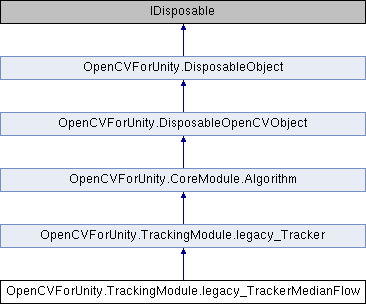 IDisposable
OpenCVForUnity.DisposableObject
OpenCVForUnity.DisposableOpenCVObject
OpenCVForUnity.CoreModule.Algorithm
OpenCVForUnity.TrackingModule.legacy_Tracker
OpenCVForUnity.TrackingModule.legacy_TrackerMedianFlow